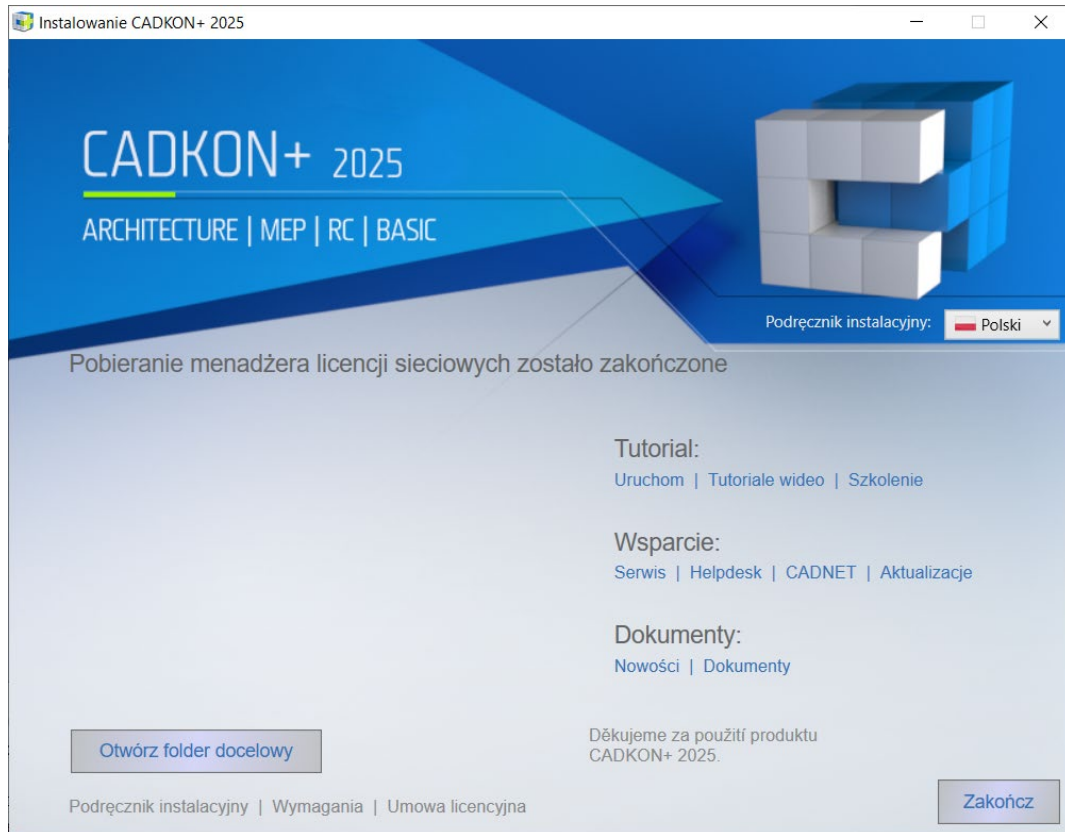 Instalowanie CADKON+ 2025
CADKON+ 2025
ARCHITECTURE | MEP | RC | BASIC
Podręcznik instalacyjny: Polski
Pobieranie menadżera licencji sieciowych zostało zakończone
Tutorial:
Uruchom | Tutoriale wideo | Szkolenie
Wsparcie:
Serwis | Helpdesk | CADNET | Aktualizacje
Dokumenty:
Nowości | Dokumenty
Otwórz folder docelowy
Děkujeme za použití produktu
CADKON+ 2025.
Podręcznik instalacyjny | Wymagania | Umowa licencyjna
Zakończ